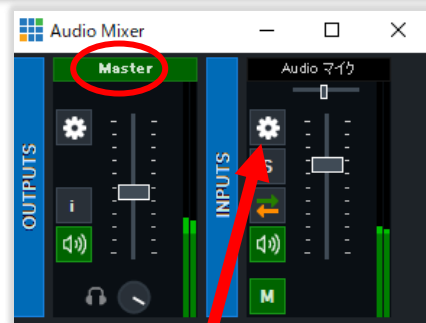 Audio Mixer
Master
Audio マイク
OUTPUTS
INPUTS
S
i
M